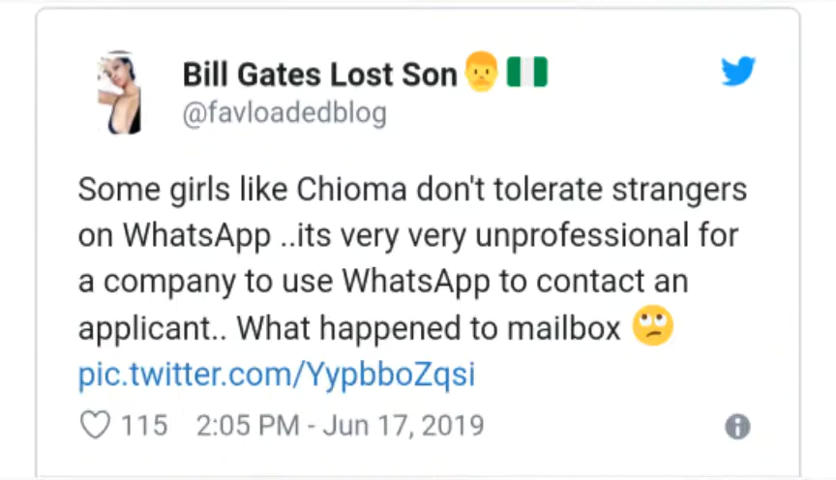 Bill Gates Lost Son👨🇳🇬
@favloadedblog
Some girls like Chioma don't tolerate strangers
on WhatsApp ..its very very unprofessional for
a company to use WhatsApp to contact an
applicant.. What happened to mailbox 🙄
pic.twitter.com/YypbboZqsi
115 2:05 PM - Jun 17, 2019